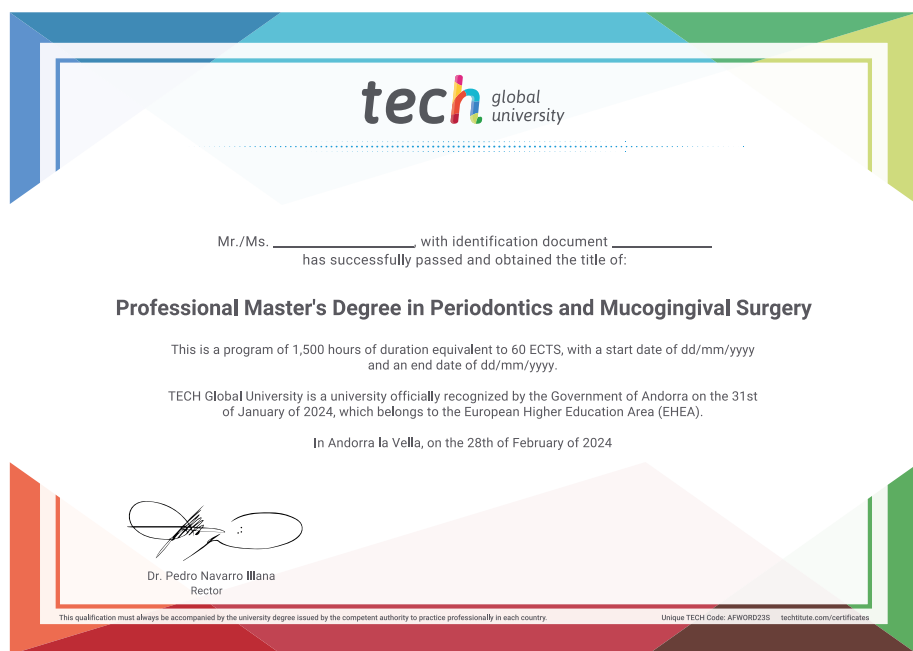 tech global
university
Mr./Ms. ____________, with identification document ____________
has successfully passed and obtained the title of:
Professional Master's Degree in Periodontics and Mucogingival Surgery
This is a program of 1,500 hours of duration equivalent to 60 ECTS, with a start date of dd/mm/yyyy
and an end date of dd/mm/yyyy.
TECH Global University is a university officially recognized by the Government of Andorra on the 31st
of January of 2024, which belongs to the European Higher Education Area (EHEA).
In Andorra la Vella, on the 28th of February of 2024
Dr. Pedro Navarro Illana
Rector
This qualification must always be accompanied by the university degree issued by the competent authority to practice professionally in each country.
Unique TECH Code: AFWORD23S techtitute.com/certificates